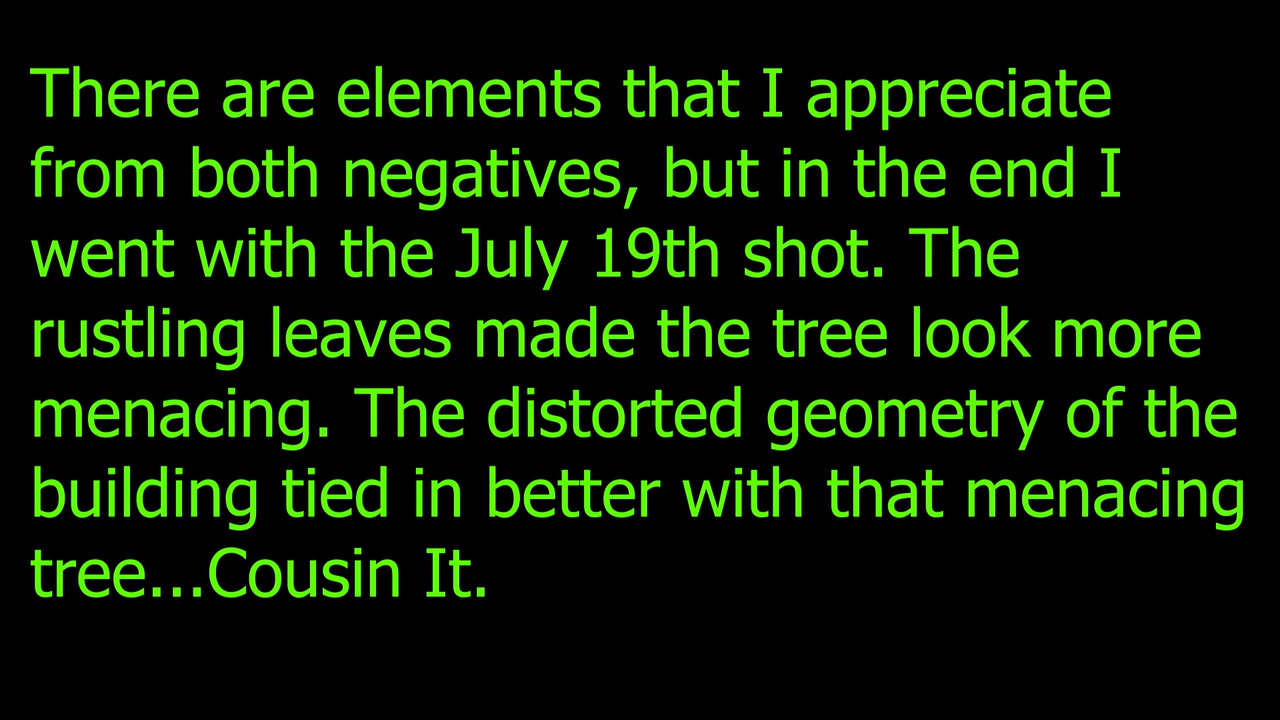 There are elements that I appreciate
from both negatives, but in the end I
went with the July 19th shot. The
rustling leaves made the tree look more
menacing. The distorted geometry of the
building tied in better with that menacing
tree...Cousin It.